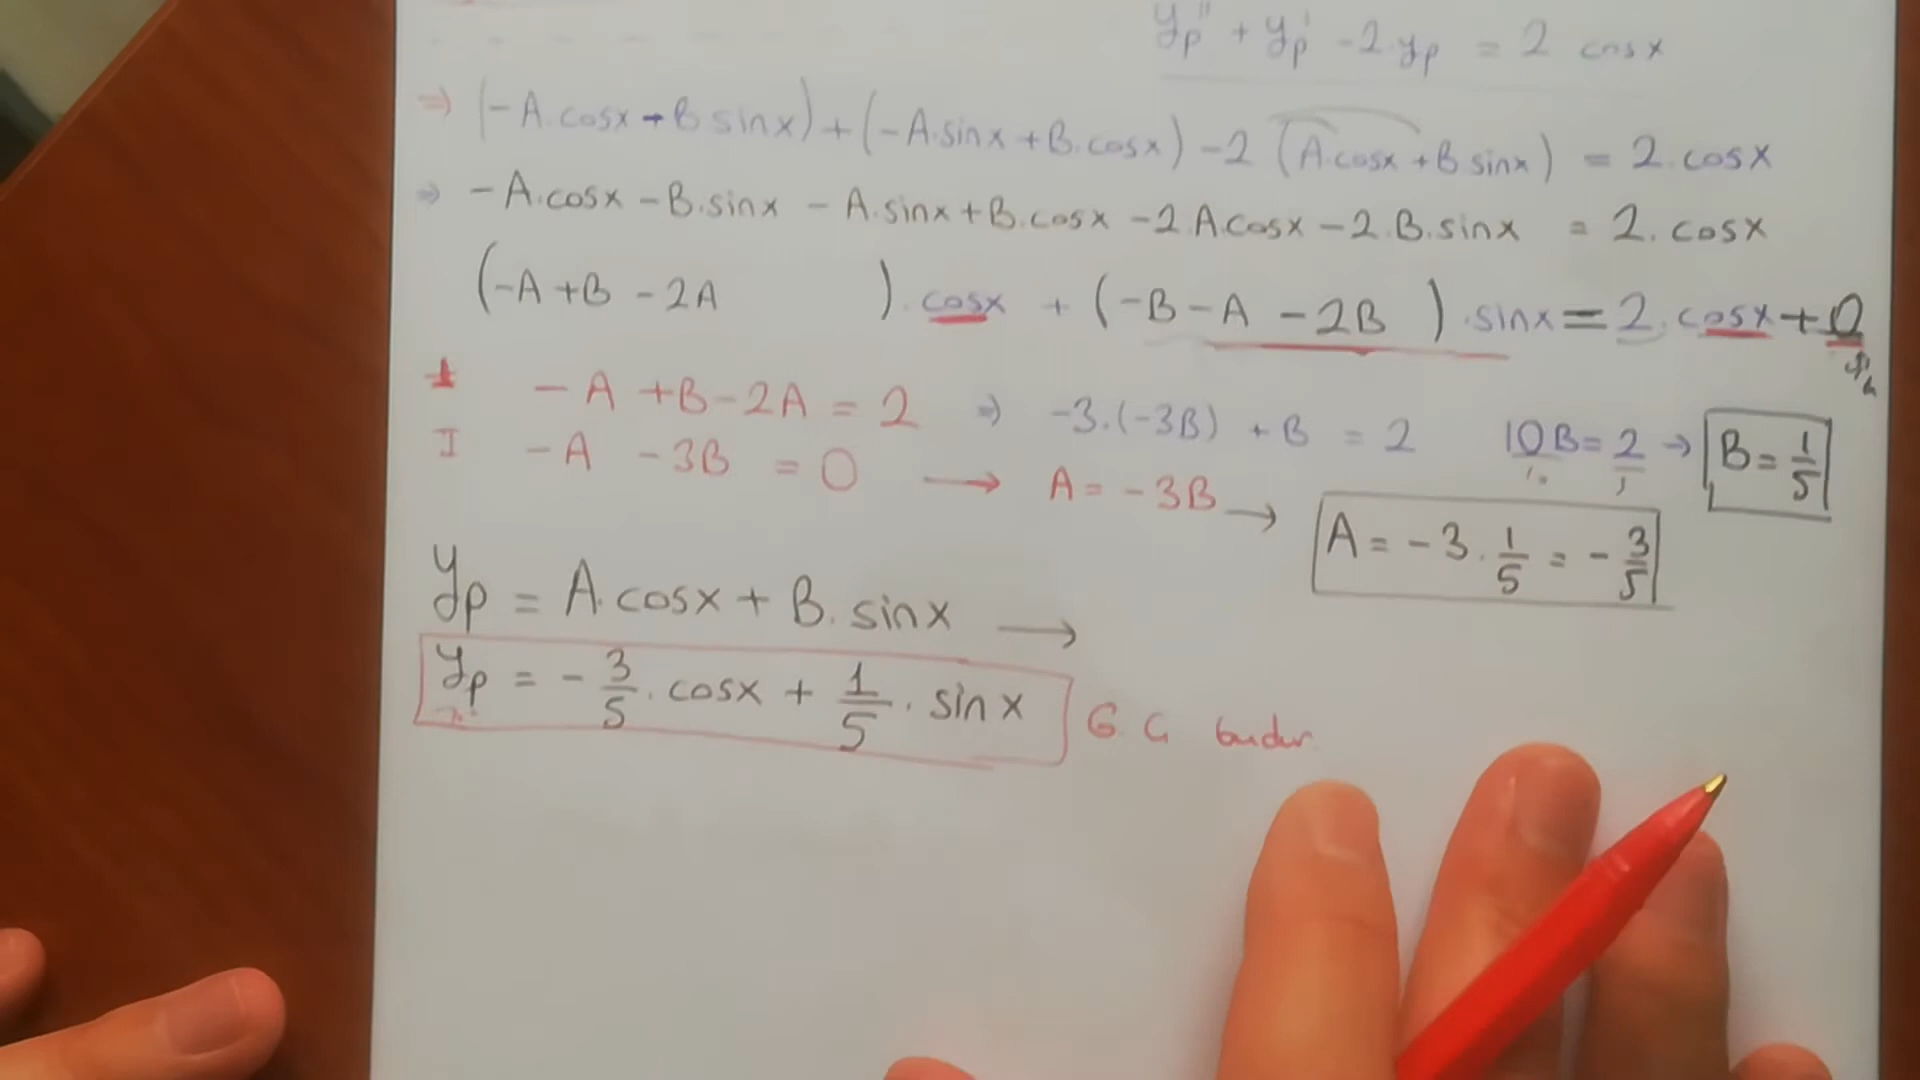 yp'' + yp' - 2.yp = 2 cosx
⇒ (-A.cosx - B sinx) + (-A.sinx + B.cosx) - 2 (A.cosx + B sinx) = 2.cosx
⇒ -A.cosx - B.sinx - A.sinx + B.cosx - 2.A.cosx - 2.B.sinx = 2.cosx
(-A + B - 2A ).cosx + (-B - A - 2B ).sinx = 2.cosx + 0
I -A + B - 2A = 2 ⇒ -3.(-3B) + B = 2 10B = 2 → B = 1/5
I -A - 3B = 0 → A = -3B → A = -3.1/5 = -3/5
yp = A.cosx + B.sinx →
yp = -3/5.cosx + 1/5.sinx